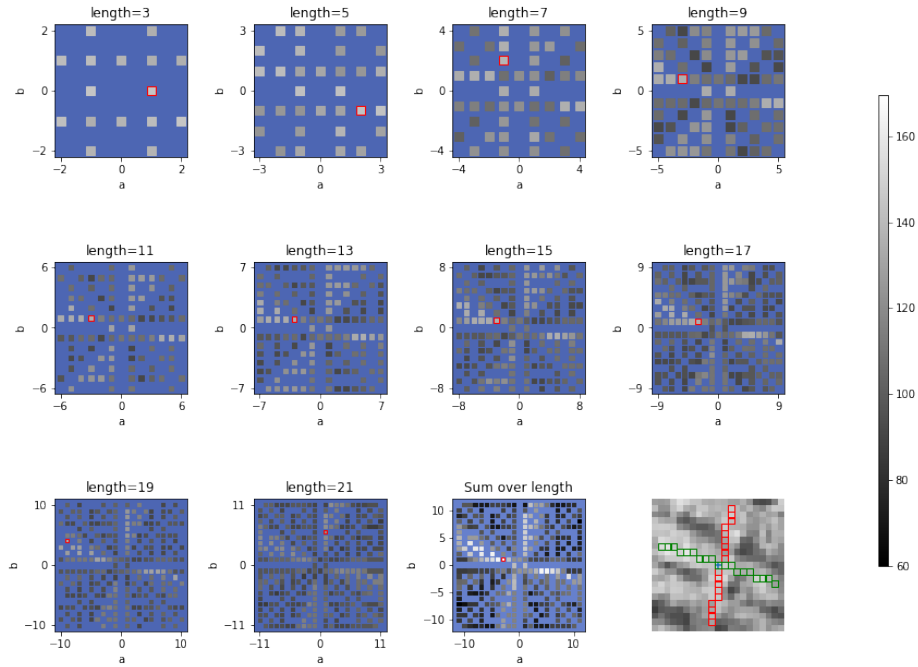 length=3
length=5
length=7
length=9
2
0
−2
b
−2
0
2
a
3
0
−3
b
−3
0
3
a
4
0
−4
b
−4
0
4
a
5
0
−5
b
−5
0
5
a
160
140
120
100
80
60
length=11
length=13
length=15
length=17
6
0
−6
b
−6
0
6
a
7
0
−7
b
−7
0
7
a
8
0
−8
b
−8
0
8
a
9
0
−9
b
−9
0
9
a
length=19
length=21
Sum over length
10
0
−10
b
−10
0
10
a
11
0
−11
b
−11
0
11
a
10
5
0
−5
−10
b
−10
0
10
a